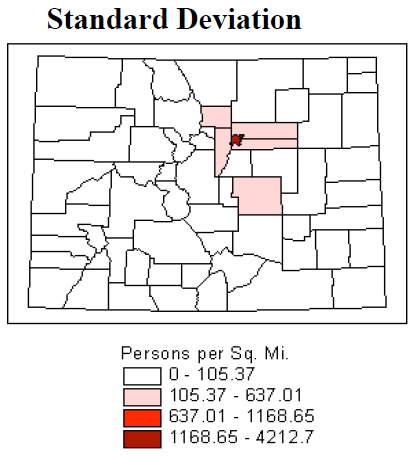 Standard Deviation
Persons per Sq. Mi.
0 - 105.37
105.37 - 637.01
637.01 - 1168.65
1168.65 - 4212.7